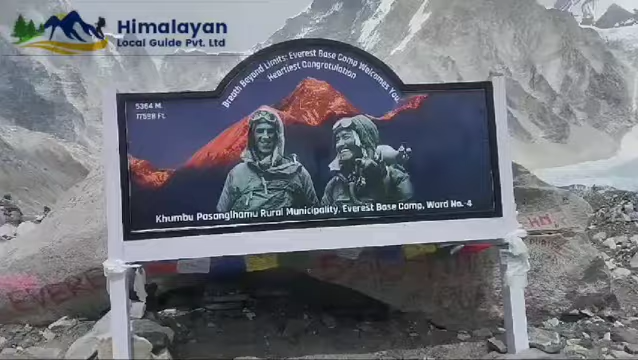 Himalayan
Local Guide Pvt. Ltd
Breath Beyond Limits: Everest Base Camp Welcomes You
Heartiest Congratulation
5364 M.
17598 Ft.
Khumbu Pasanglhamu Rural Municipality, Everest Base Camp, Ward No.-4
EVERE